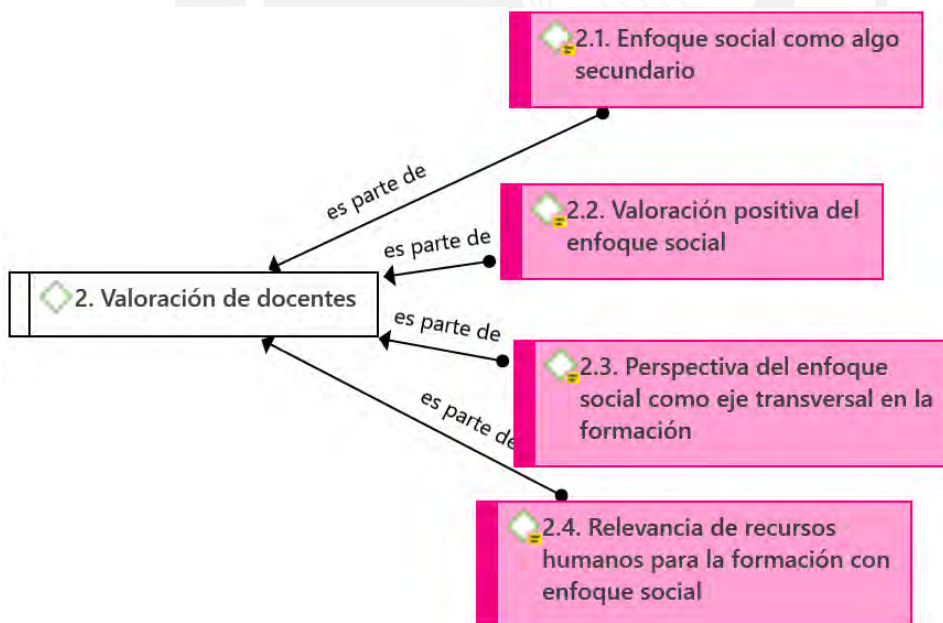 2.1. Enfoque social como algo
secundario
es parte de
2.2. Valoración positiva del
enfoque social
es parte de
2. Valoración de docentes
es parte de
2.3. Perspectiva del enfoque
social como eje transversal en la
formación
es parte de
2.4. Relevancia de recursos
humanos para la formación con
enfoque social